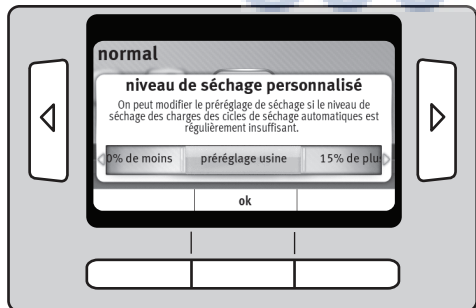 normal
niveau de séchage personnalisé
On peut modifier le préréglage de séchage si le niveau de
séchage des charges des cicles de séchage automatiques est
régulièrement insuffisant.
0% de moins préréglage usine 15% de plu
ok